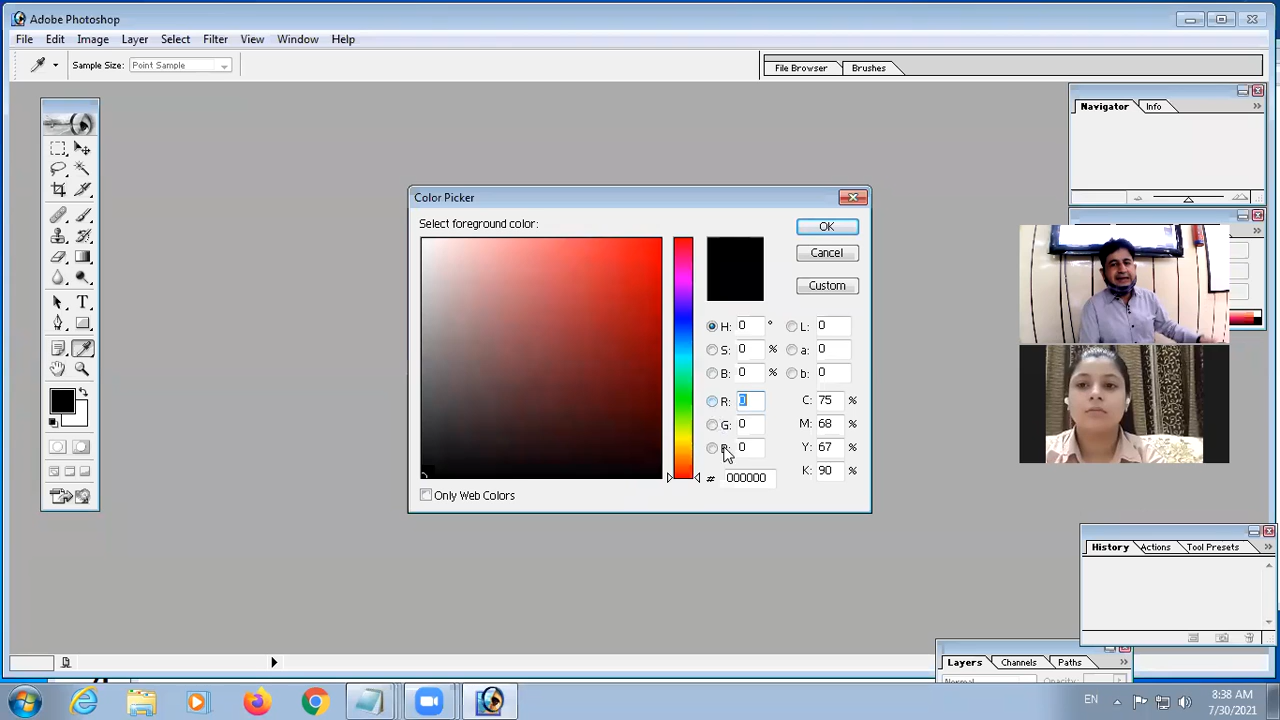 Adobe Photoshop
File Edit Image Layer Select Filter View Window Help
Sample Size: Point Sample File Browser Brushes
Navigator Info
Color Picker
Select foreground color:
OK
Cancel
Custom
H: 0 ° L: 0
S: 0 % a: 0
B: 0 % b: 0
R: 0 C: 75 %
G: 0 M: 68 %
0 Y: 67 %
K: 90 %
# 000000
Only Web Colors
History Actions Tool Presets
Layers Channels Paths
EN
8:38 AM
7/30/2021